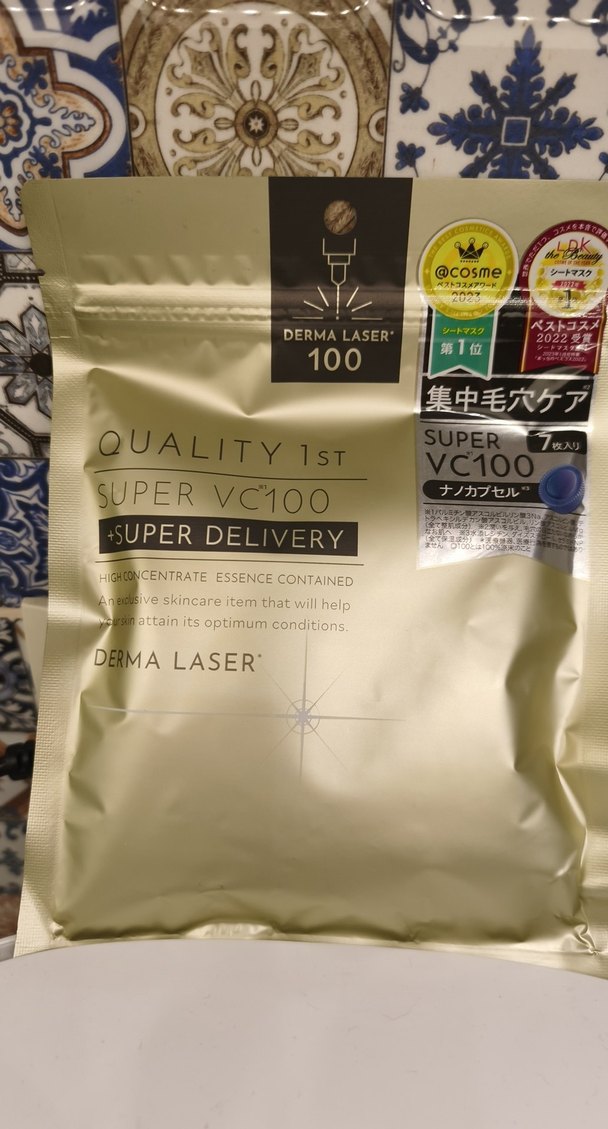 DERMA LASER*
100
@cosme
ベストコスメアワード
2023
シートマスク
第1位
LDK
the Beauty
シートマスク
ベストコスメ
2022 受賞
集中毛穴ケア※2
SUPER
VC100
7枚入り
ナノカプセル※3
QUALITY 1ST
SUPER VC※1100
+SUPER DELIVERY
HIGH CONCENTRATE ESSENCE CONTAINED
An exclusive skincare item that will help
your skin attain its optimum conditions.
DERMA LASER*